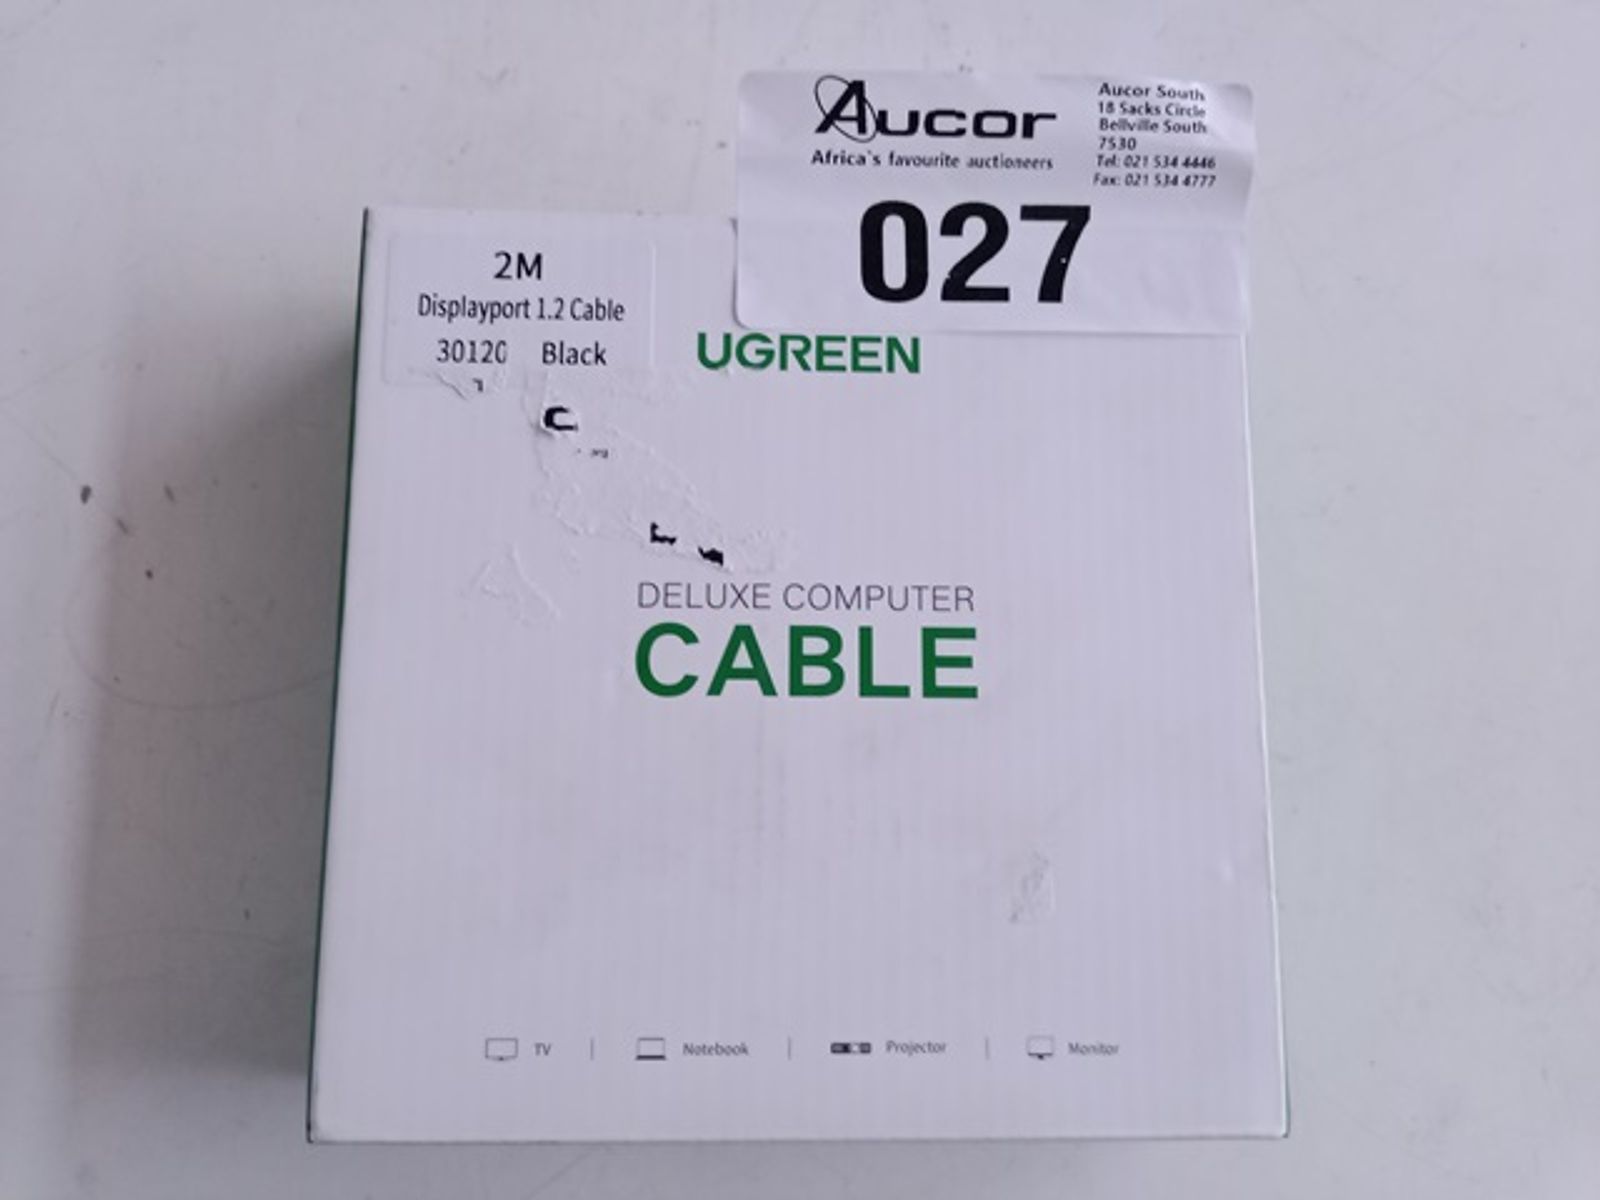 Aucor
Africa's favourite auctioneers
Aucor South
18 Sacks Circle
Bellville South
7530
Tel: 021 534 4446
Fax: 021 534 4777
027
2M
Displayport 1.2 Cable
30120 Black
UGREEN
DELUXE COMPUTER
CABLE
TV | Notebook | Projector | Monitor